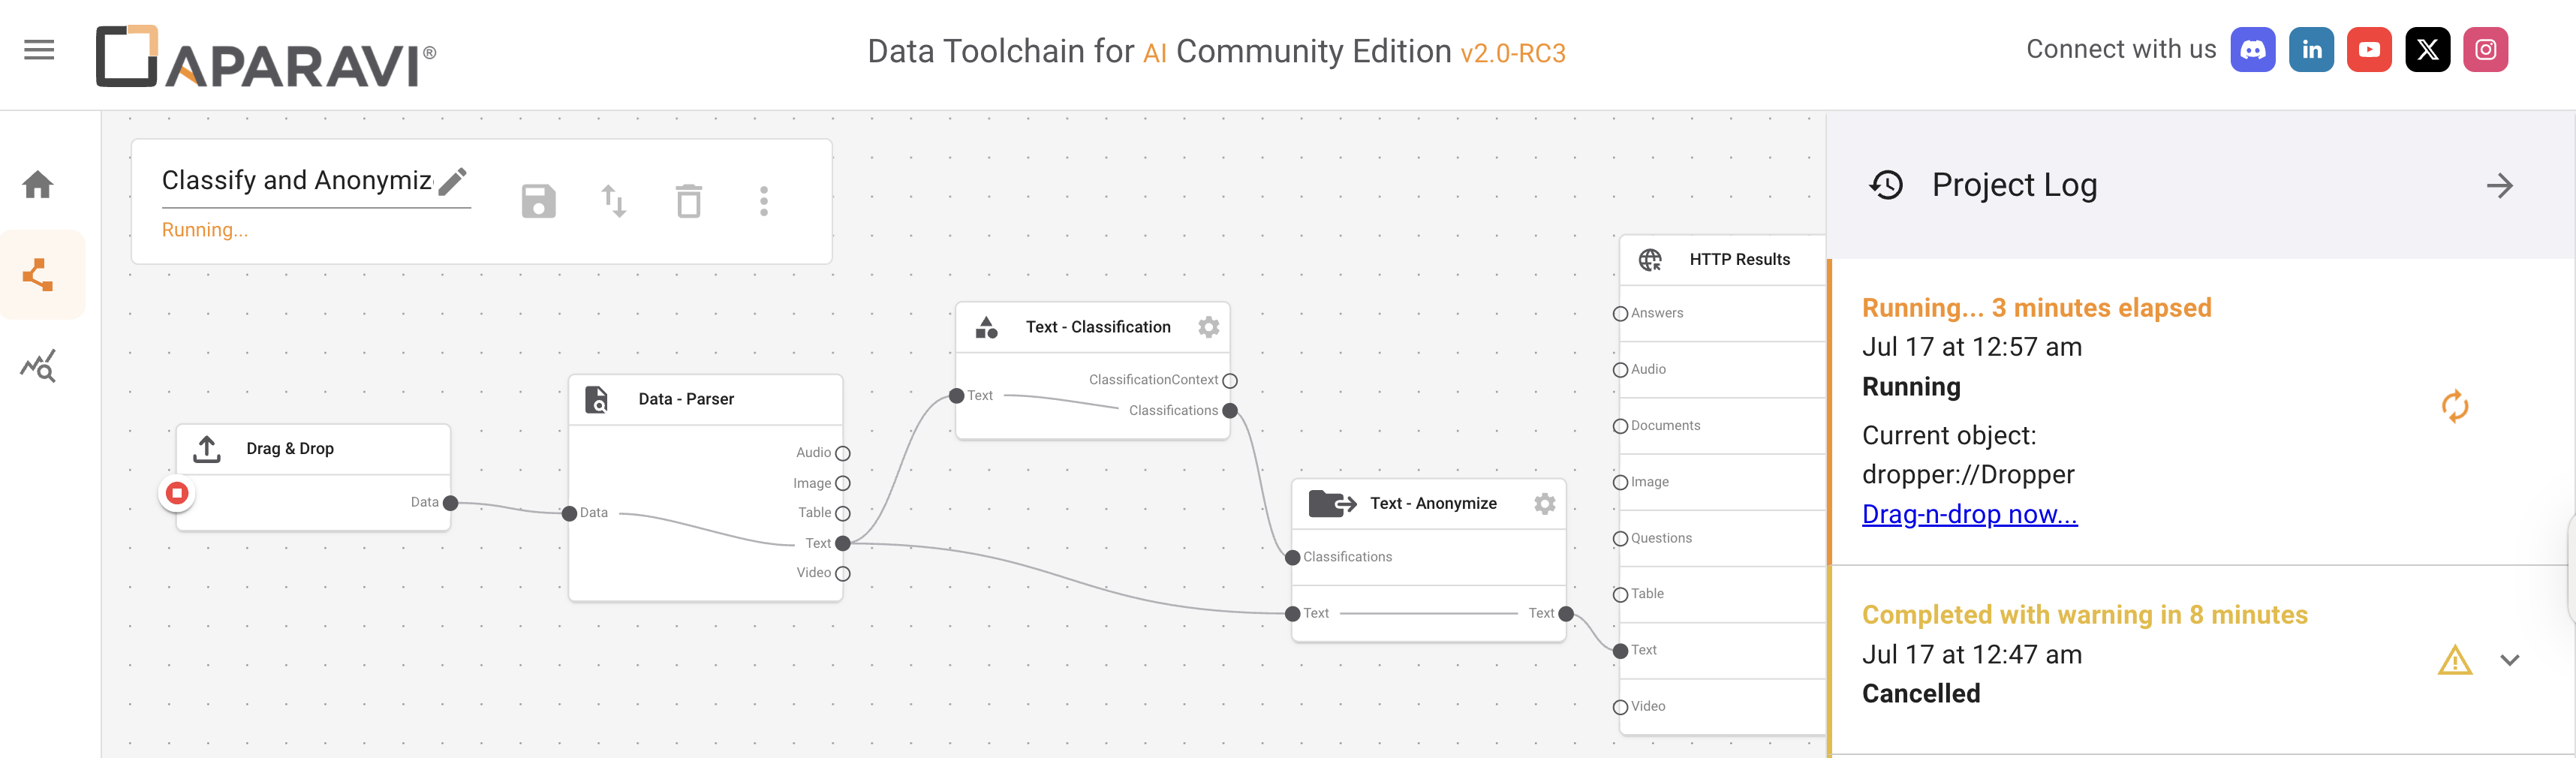 APARAVI®
Data Toolchain for AI Community Edition v2.0-RC3
Connect with us
Classify and Anonymiz
Running...
Drag & Drop
Data
Data - Parser
Audio
Image
Table
Data
Text
Video
Text - Classification
ClassificationContext
Text
Classifications
Text - Anonymize
Classifications
Text
Text
HTTP Results
Answers
Audio
Documents
Image
Questions
Table
Text
Video
Project Log
Running... 3 minutes elapsed
Jul 17 at 12:57 am
Running
Current object:
dropper://Dropper
Drag-n-drop now...
Completed with warning in 8 minutes
Jul 17 at 12:47 am
Cancelled